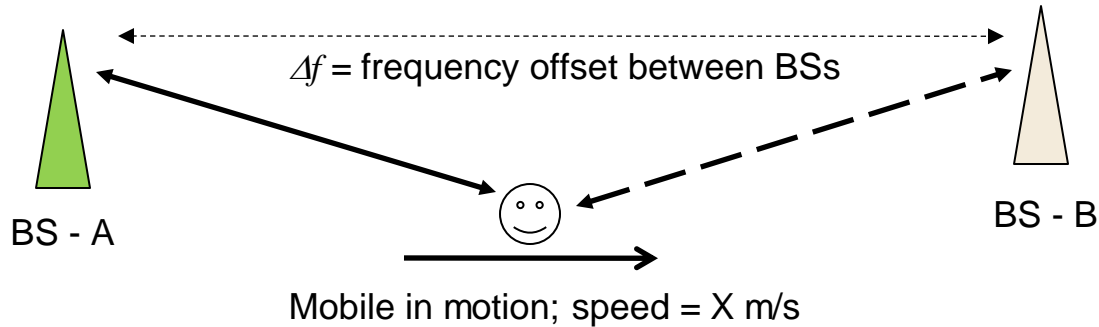 Δf = frequency offset between BSs
BS - A
BS - B
Mobile in motion; speed = X m/s